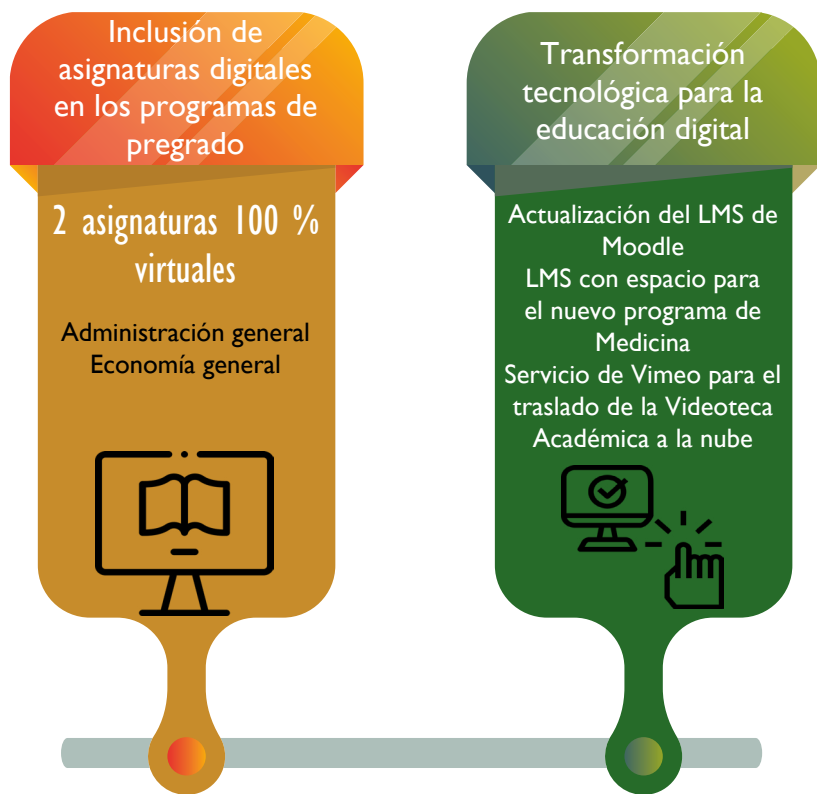 Inclusión de
asignaturas digitales
en los programas de
pregrado
2 asignaturas 100 %
virtuales
Administración general
Economía general
Transformación
tecnológica para la
educación digital
Actualización del LMS de
Moodle
LMS con espacio para
el nuevo programa de
Medicina
Servicio de Vimeo para el
traslado de la Videoteca
Académica a la nube